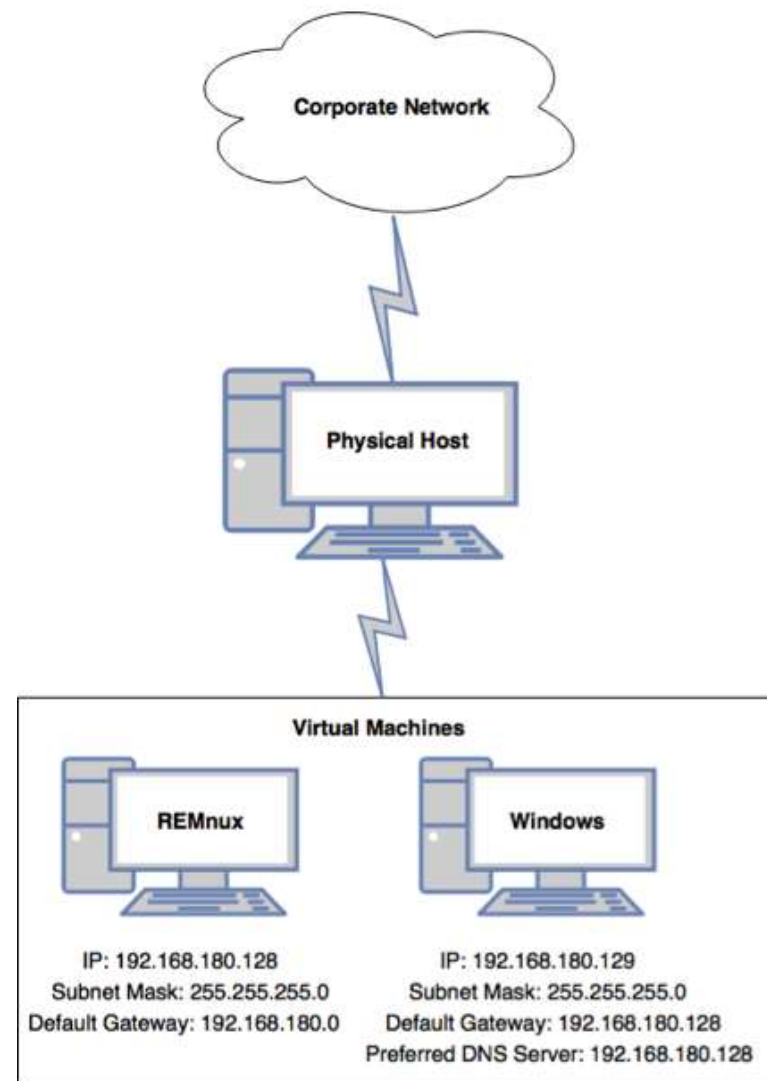 Corporate Network
Physical Host
Virtual Machines
REMnux
Windows
IP: 192.168.180.128
Subnet Mask: 255.255.255.0
Default Gateway: 192.168.180.0
IP: 192.168.180.129
Subnet Mask: 255.255.255.0
Default Gateway: 192.168.180.128
Preferred DNS Server: 192.168.180.128